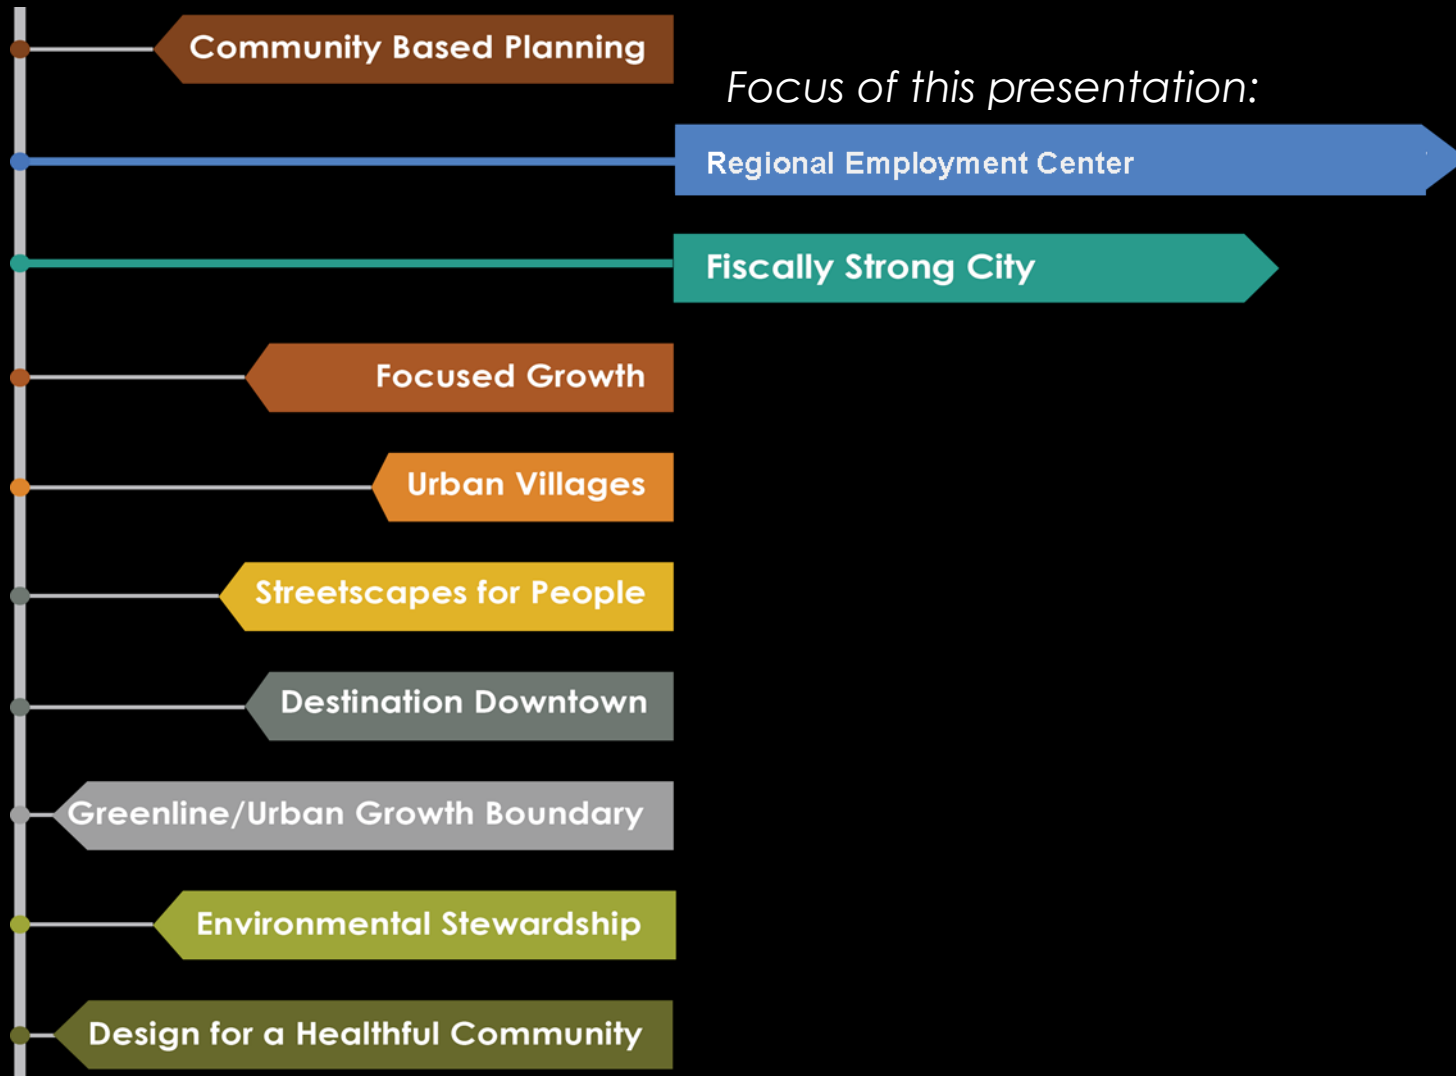 Community Based Planning
Focus of this presentation:
Regional Employment Center
Fiscally Strong City
Focused Growth
Urban Villages
Streetscapes for People
Destination Downtown
Greenline/Urban Growth Boundary
Environmental Stewardship
Design for a Healthful Community